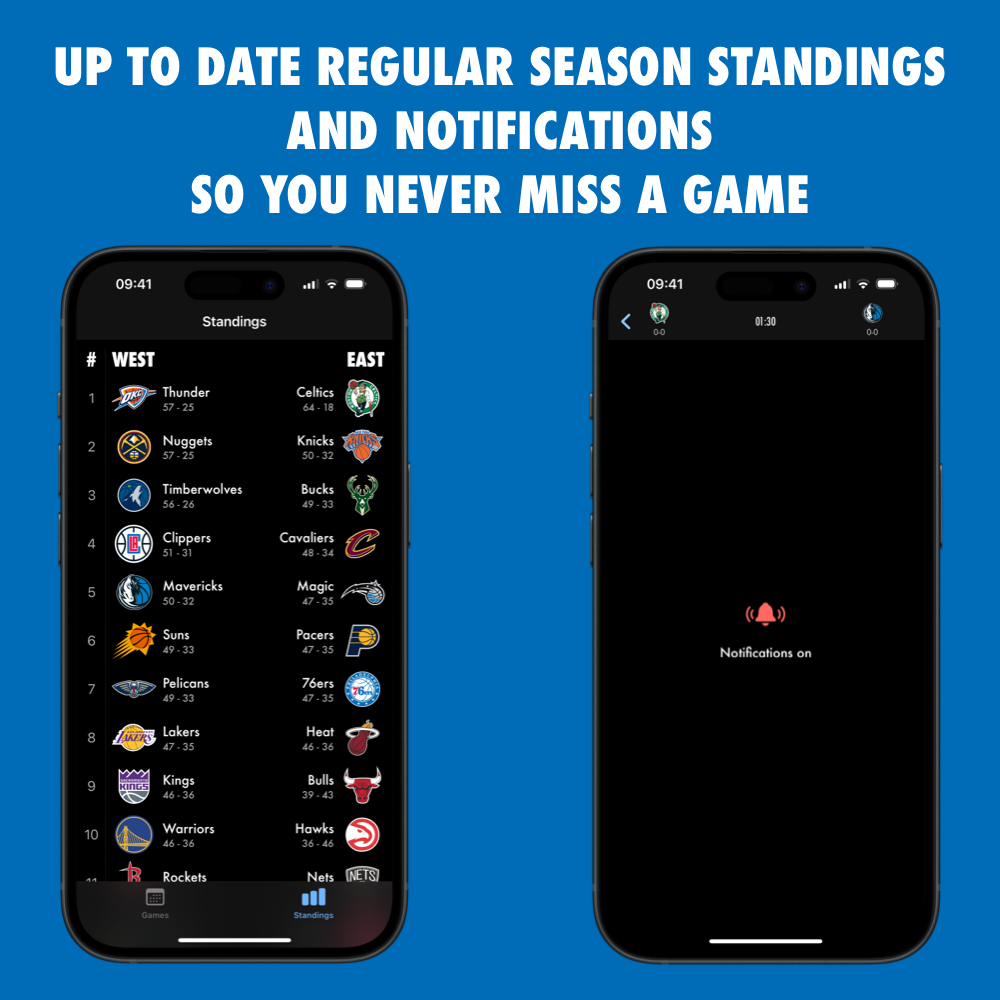 UP TO DATE REGULAR SEASON STANDINGS
AND NOTIFICATIONS
SO YOU NEVER MISS A GAME
09:41
Standings
# WEST EAST
1 Thunder 57 - 25 Celtics 64 - 18
2 Nuggets 57 - 25 Knicks 50 - 32
3 Timberwolves 56 - 26 Bucks 49 - 33
4 Clippers 51 - 31 Cavaliers 48 - 34
5 Mavericks 50 - 32 Magic 47 - 35
6 Suns 49 - 33 Pacers 47 - 35
7 Pelicans 49 - 33 76ers 47 - 35
8 Lakers 47 - 35 Heat 46 - 36
9 Kings 46 - 36 Bulls 39 - 43
10 Warriors 46 - 36 Hawks 36 - 46
11 Rockets Nets
Games Standings
09:41
0-0 01:30 0-0
Notifications on